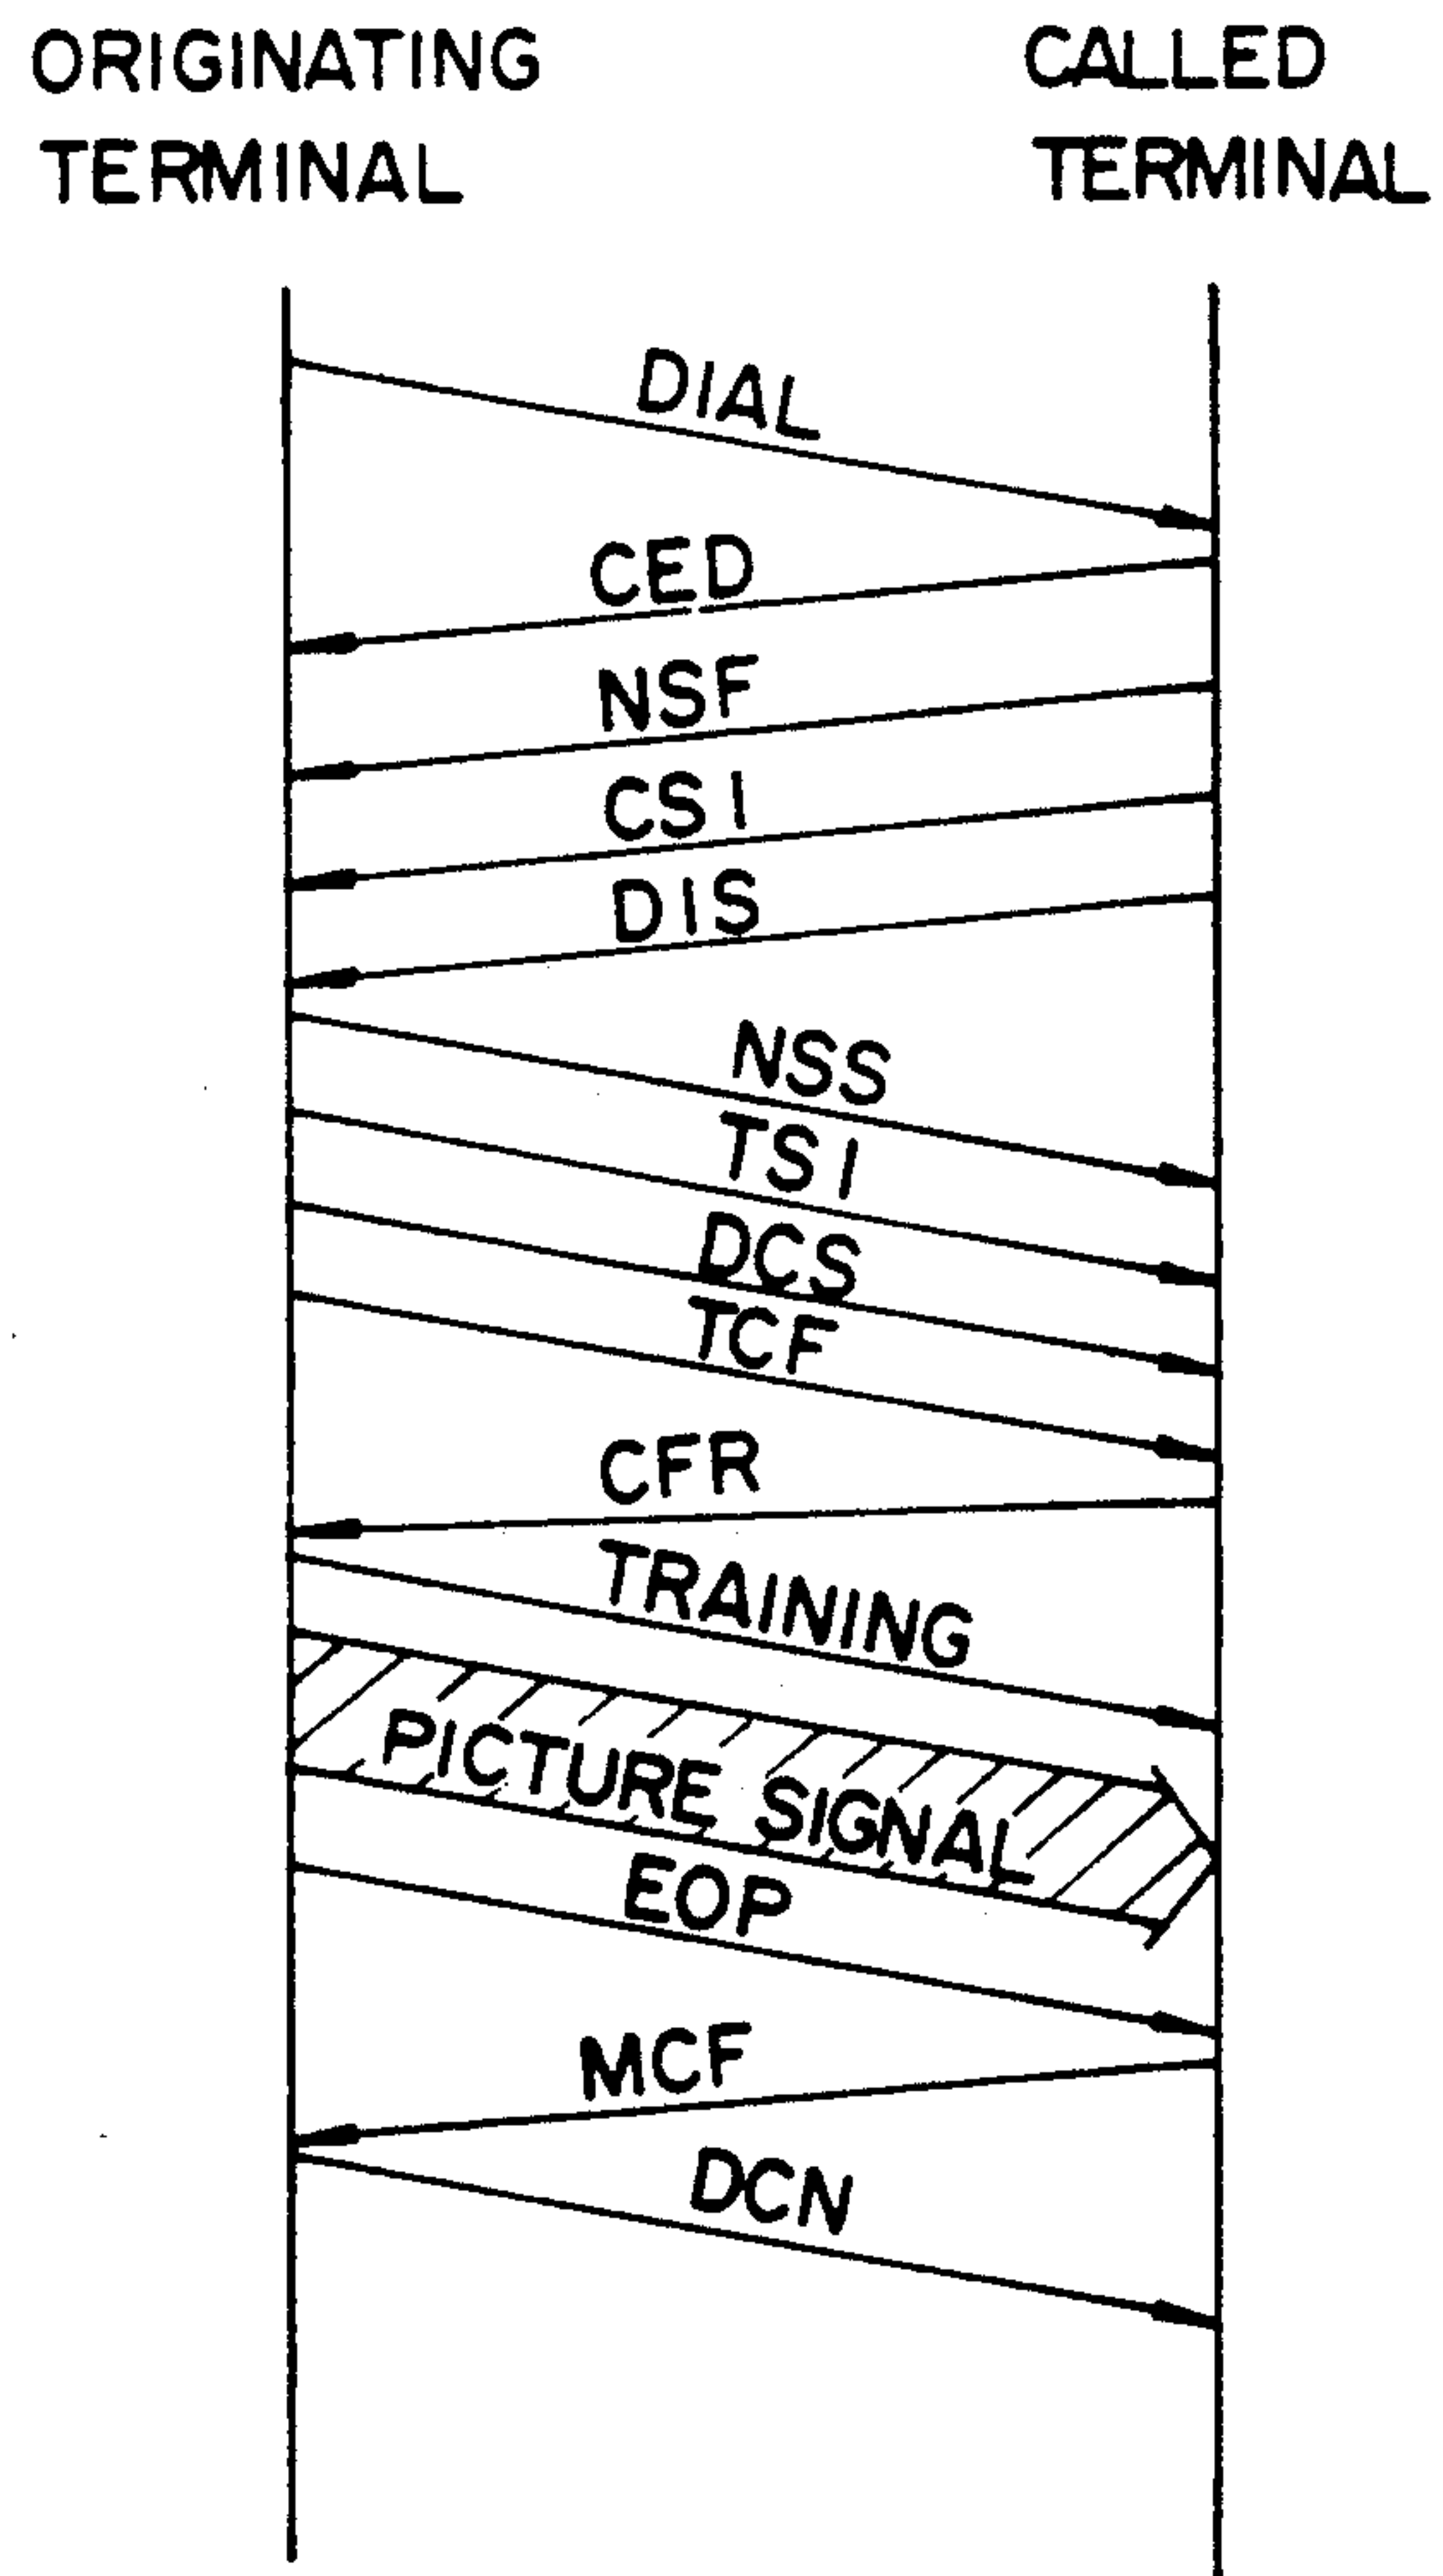 ORIGINATING
TERMINAL
CALLED
TERMINAL
DIAL
CED
NSF
CSI
DIS
NSS
TSI
DCS
TCF
CFR
TRAINING
PICTURE SIGNAL
EOP
MCF
DCN